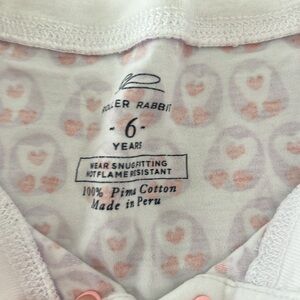 ROLLER RABBIT
- 6 -
YEARS
WEAR SNUGFITTING
NOT FLAME RESISTANT
100% Pima Cotton
Made in Peru